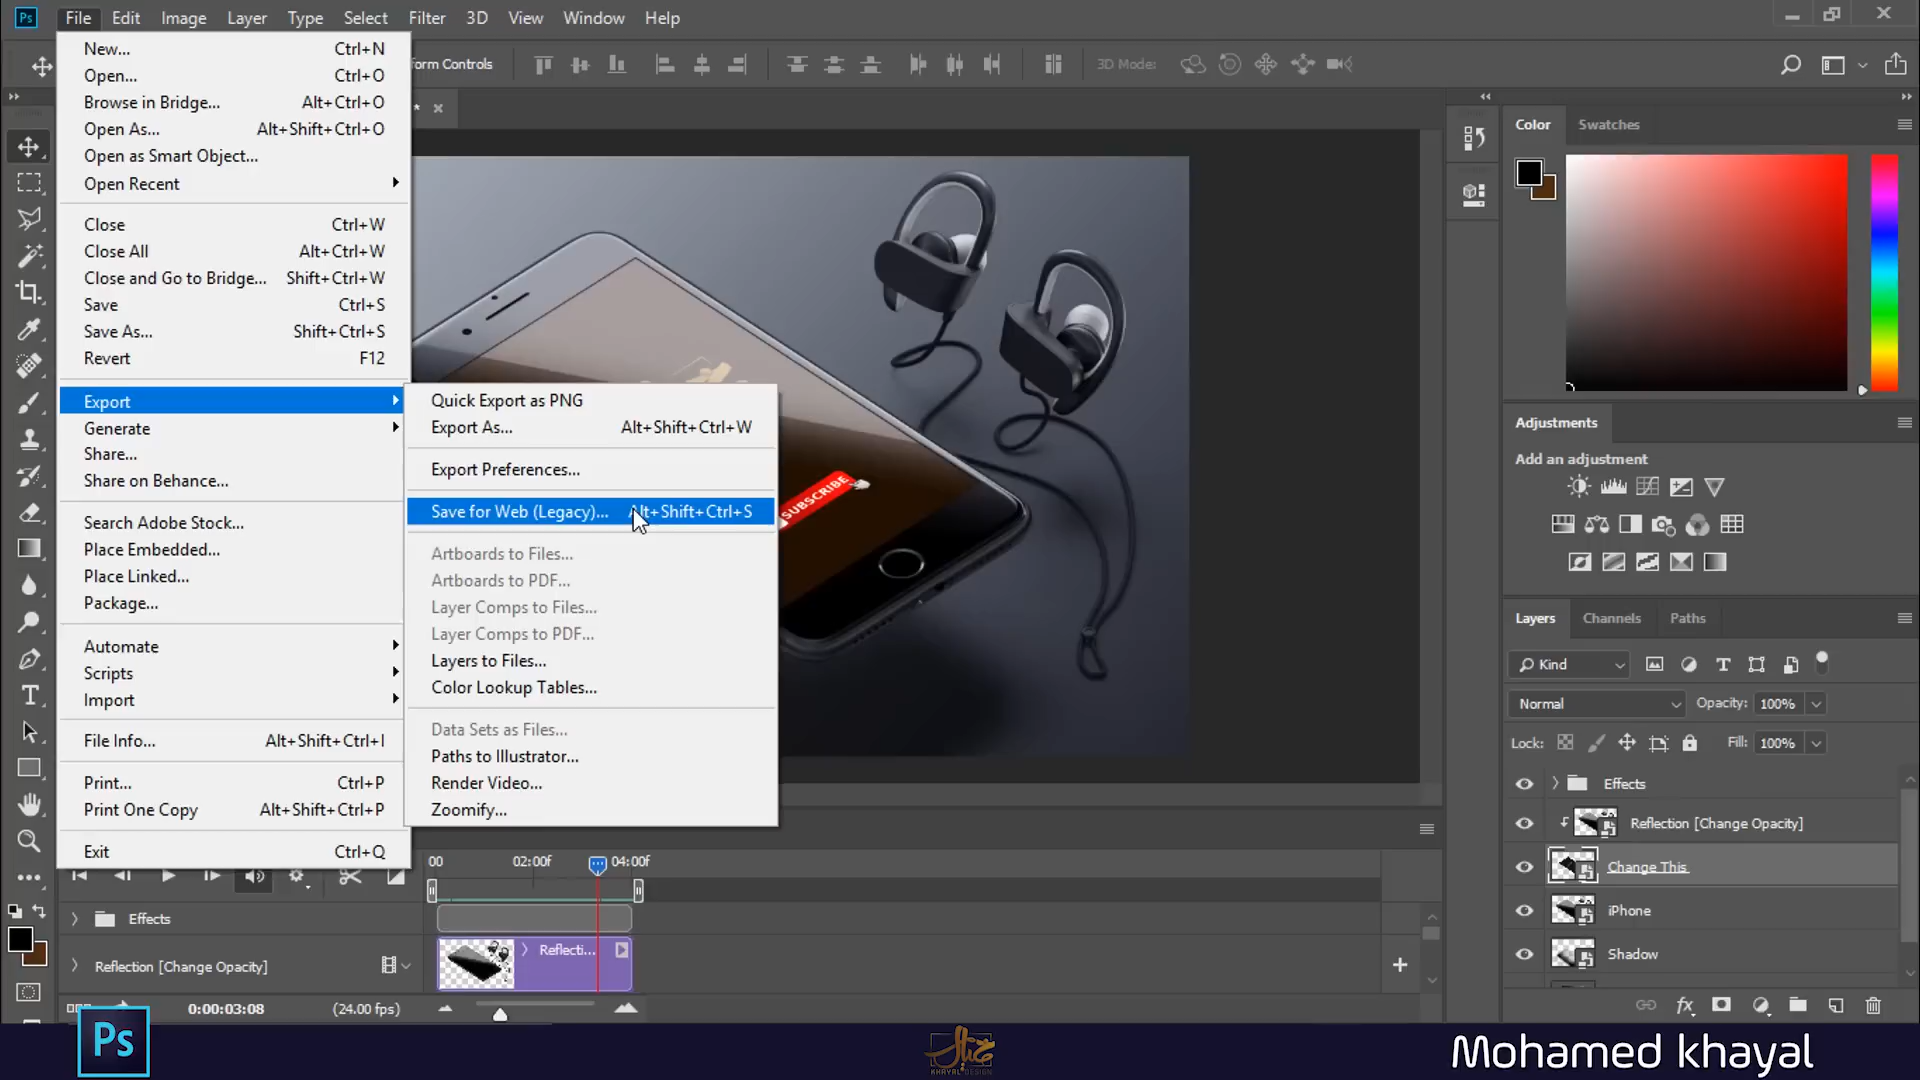 Ps File Edit Image Layer Type Select Filter 3D View Window Help
New... Ctrl+N
Open... Ctrl+O
Browse in Bridge... Alt+Ctrl+O
Open As... Alt+Shift+Ctrl+O
Open as Smart Object...
Open Recent
Close Ctrl+W
Close All Alt+Ctrl+W
Close and Go to Bridge... Shift+Ctrl+W
Save Ctrl+S
Save As... Shift+Ctrl+S
Revert F12
Export
Generate
Share...
Share on Behance...
Search Adobe Stock...
Place Embedded...
Place Linked...
Package...
Automate
Scripts
Import
File Info... Alt+Shift+Ctrl+I
Print... Ctrl+P
Print One Copy Alt+Shift+Ctrl+P
Exit Ctrl+Q
Quick Export as PNG
Export As... Alt+Shift+Ctrl+W
Export Preferences...
Save for Web (Legacy)... Alt+Shift+Ctrl+S
Artboards to Files...
Artboards to PDF...
Layer Comps to Files...
Layer Comps to PDF...
Layers to Files...
Color Lookup Tables...
Data Sets as Files...
Paths to Illustrator...
Render Video...
Zoomify...
Controls 3D Mode:
SUBSCRIBE
Color Swatches
Adjustments
Add an adjustment
Layers Channels Paths
Kind
Normal Opacity: 100%
Lock: Fill: 100%
Effects
Reflection [Change Opacity]
Change This
iPhone
Shadow
00 02:00f 04:00f
Effects
Reflection [Change Opacity] Reflecti...
0:00:03:08 (24.00 fps)
Ps
KHAYAL DESIGN
Mohamed khayal